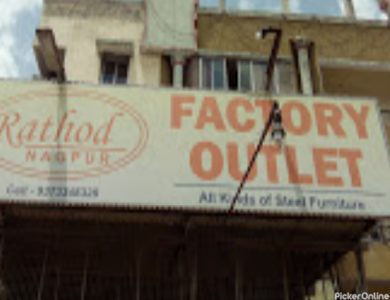 Rathod
NAGPUR
FACTORY
OUTLET
All Kinds of Steel Furniture
PickerOnline